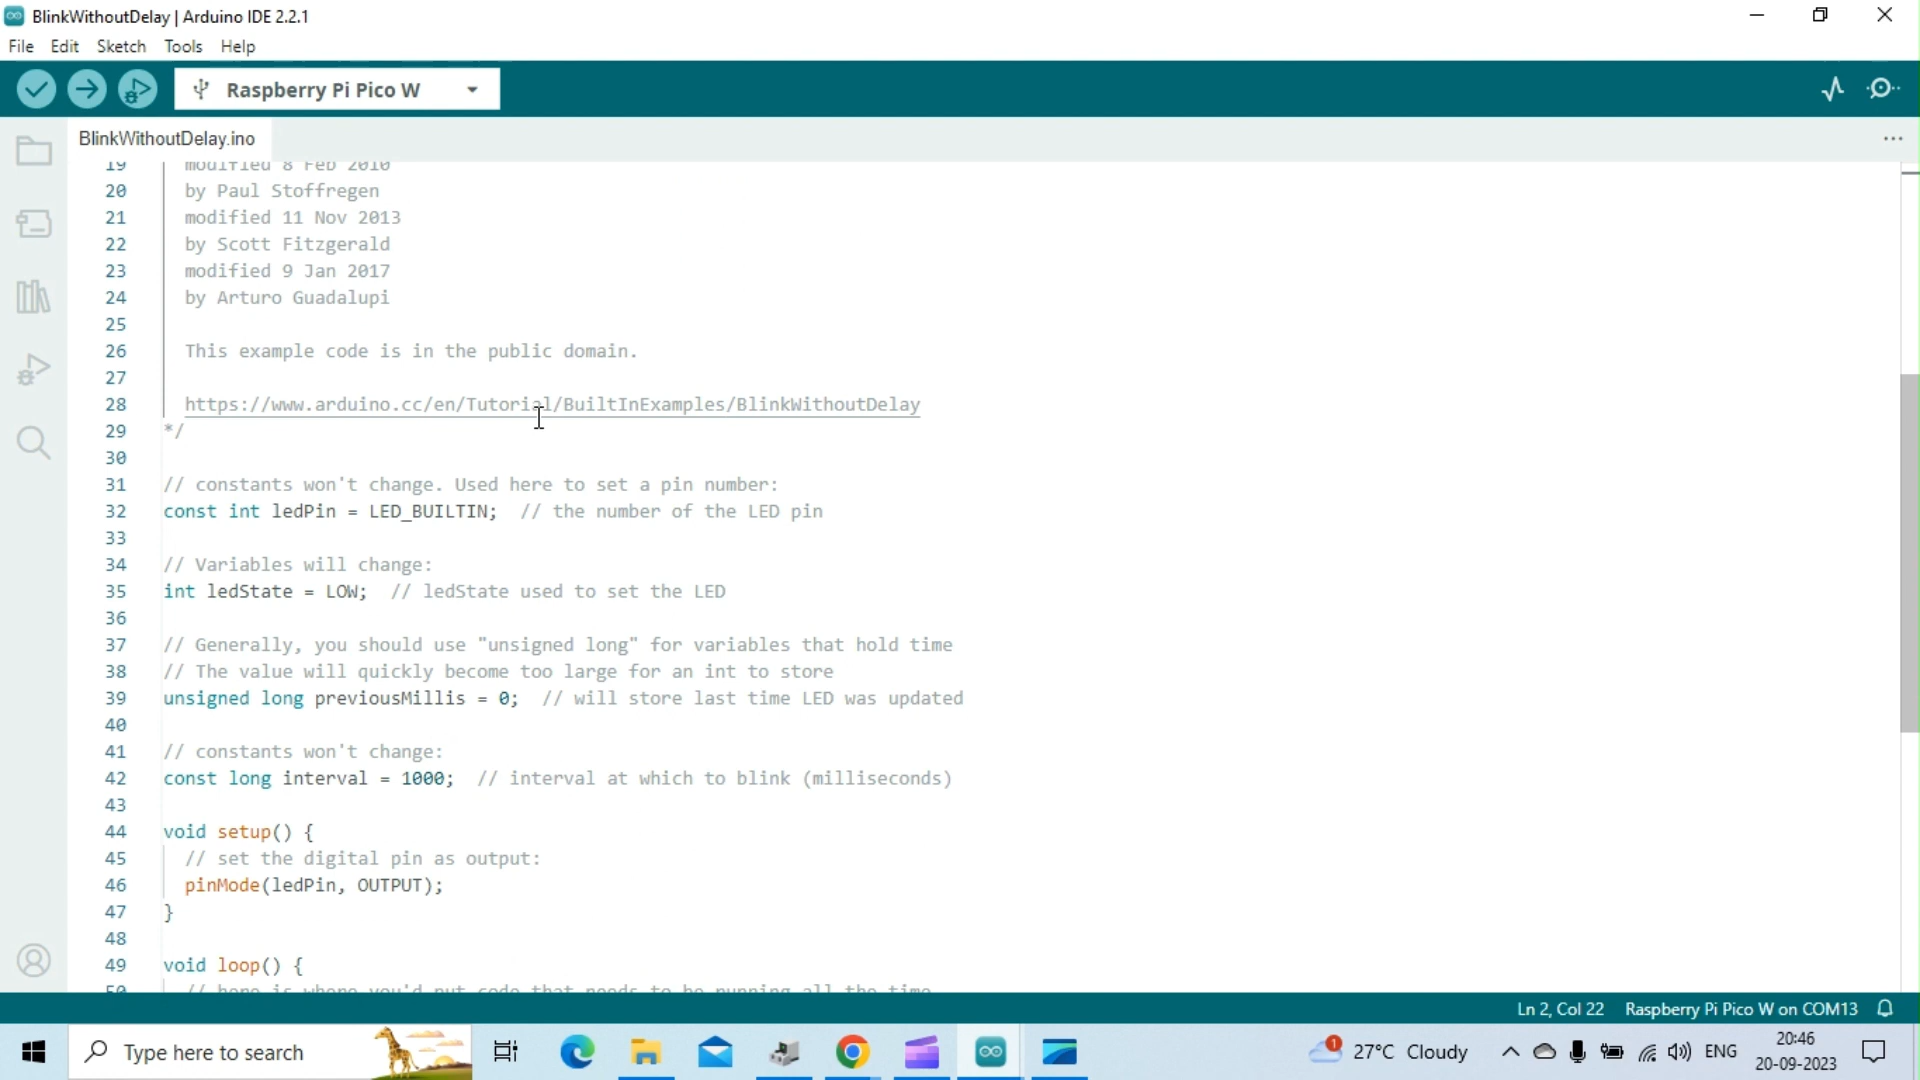 BlinkWithoutDelay | Arduino IDE 2.2.1
File Edit Sketch Tools Help
Raspberry Pi Pico W
BlinkWithoutDelay.ino
19 modified 8 Feb 2010
20 by Paul Stoffregen
21 modified 11 Nov 2013
22 by Scott Fitzgerald
23 modified 9 Jan 2017
24 by Arturo Guadalupi
25
26 This example code is in the public domain.
27
28 https://www.arduino.cc/en/Tutorial/BuiltInExamples/BlinkWithoutDelay
29 */
30
31 // constants won't change. Used here to set a pin number:
32 const int ledPin = LED_BUILTIN;  // the number of the LED pin
33
34 // Variables will change:
35 int ledState = LOW;  // ledState used to set the LED
36
37 // Generally, you should use "unsigned long" for variables that hold time
38 // The value will quickly become too large for an int to store
39 unsigned long previousMillis = 0;  // will store last time LED was updated
40
41 // constants won't change:
42 const long interval = 1000;  // interval at which to blink (milliseconds)
43
44 void setup() {
45 // set the digital pin as output:
46 pinMode(ledPin, OUTPUT);
47 }
48
49 void loop() {
50 // here is where you'd put code that needs to be running all the time.
Ln 2, Col 22 Raspberry Pi Pico W on COM13
Type here to search
1 27°C Cloudy ENG 20:46
20-09-2023